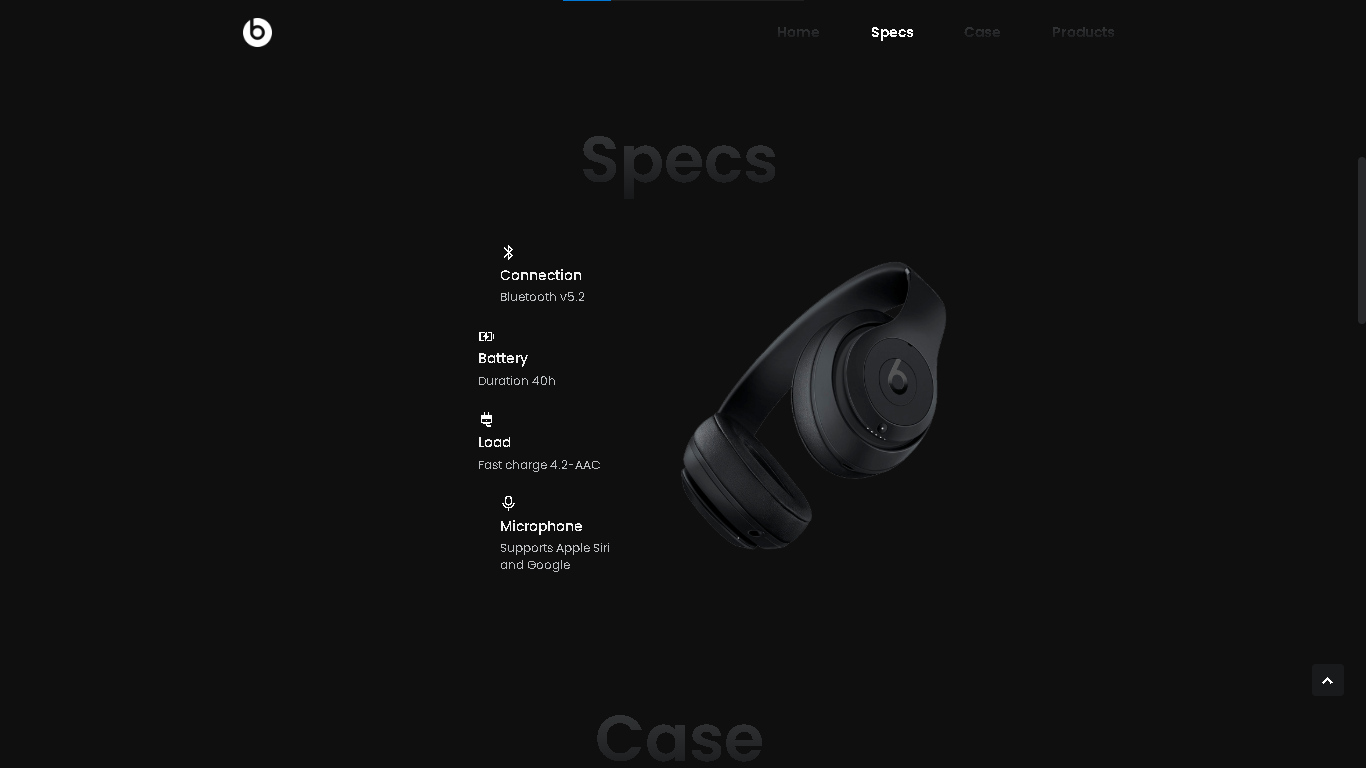 Home Specs Case Products
Specs
Connection
Bluetooth v5.2
Battery
Duration 40h
Load
Fast charge 4.2-AAC
Microphone
Supports Apple Siri
and Google
Case